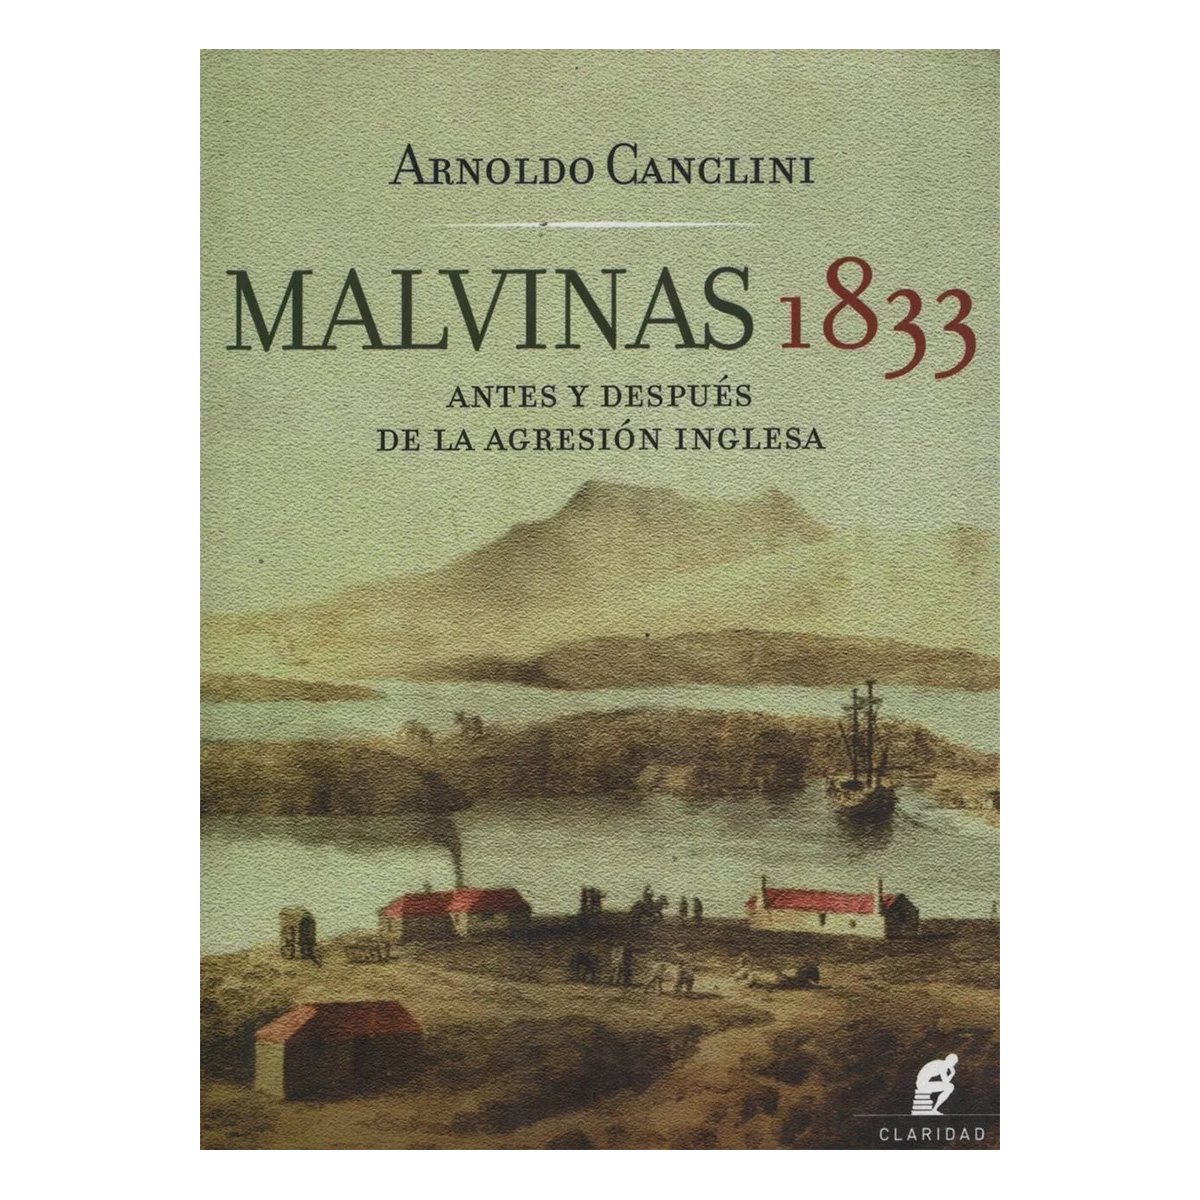 ARNOLDO CANCLINI
MALVINAS 1833
ANTES Y DESPUÉS
DE LA AGRESIÓN INGLESA
CLARIDAD